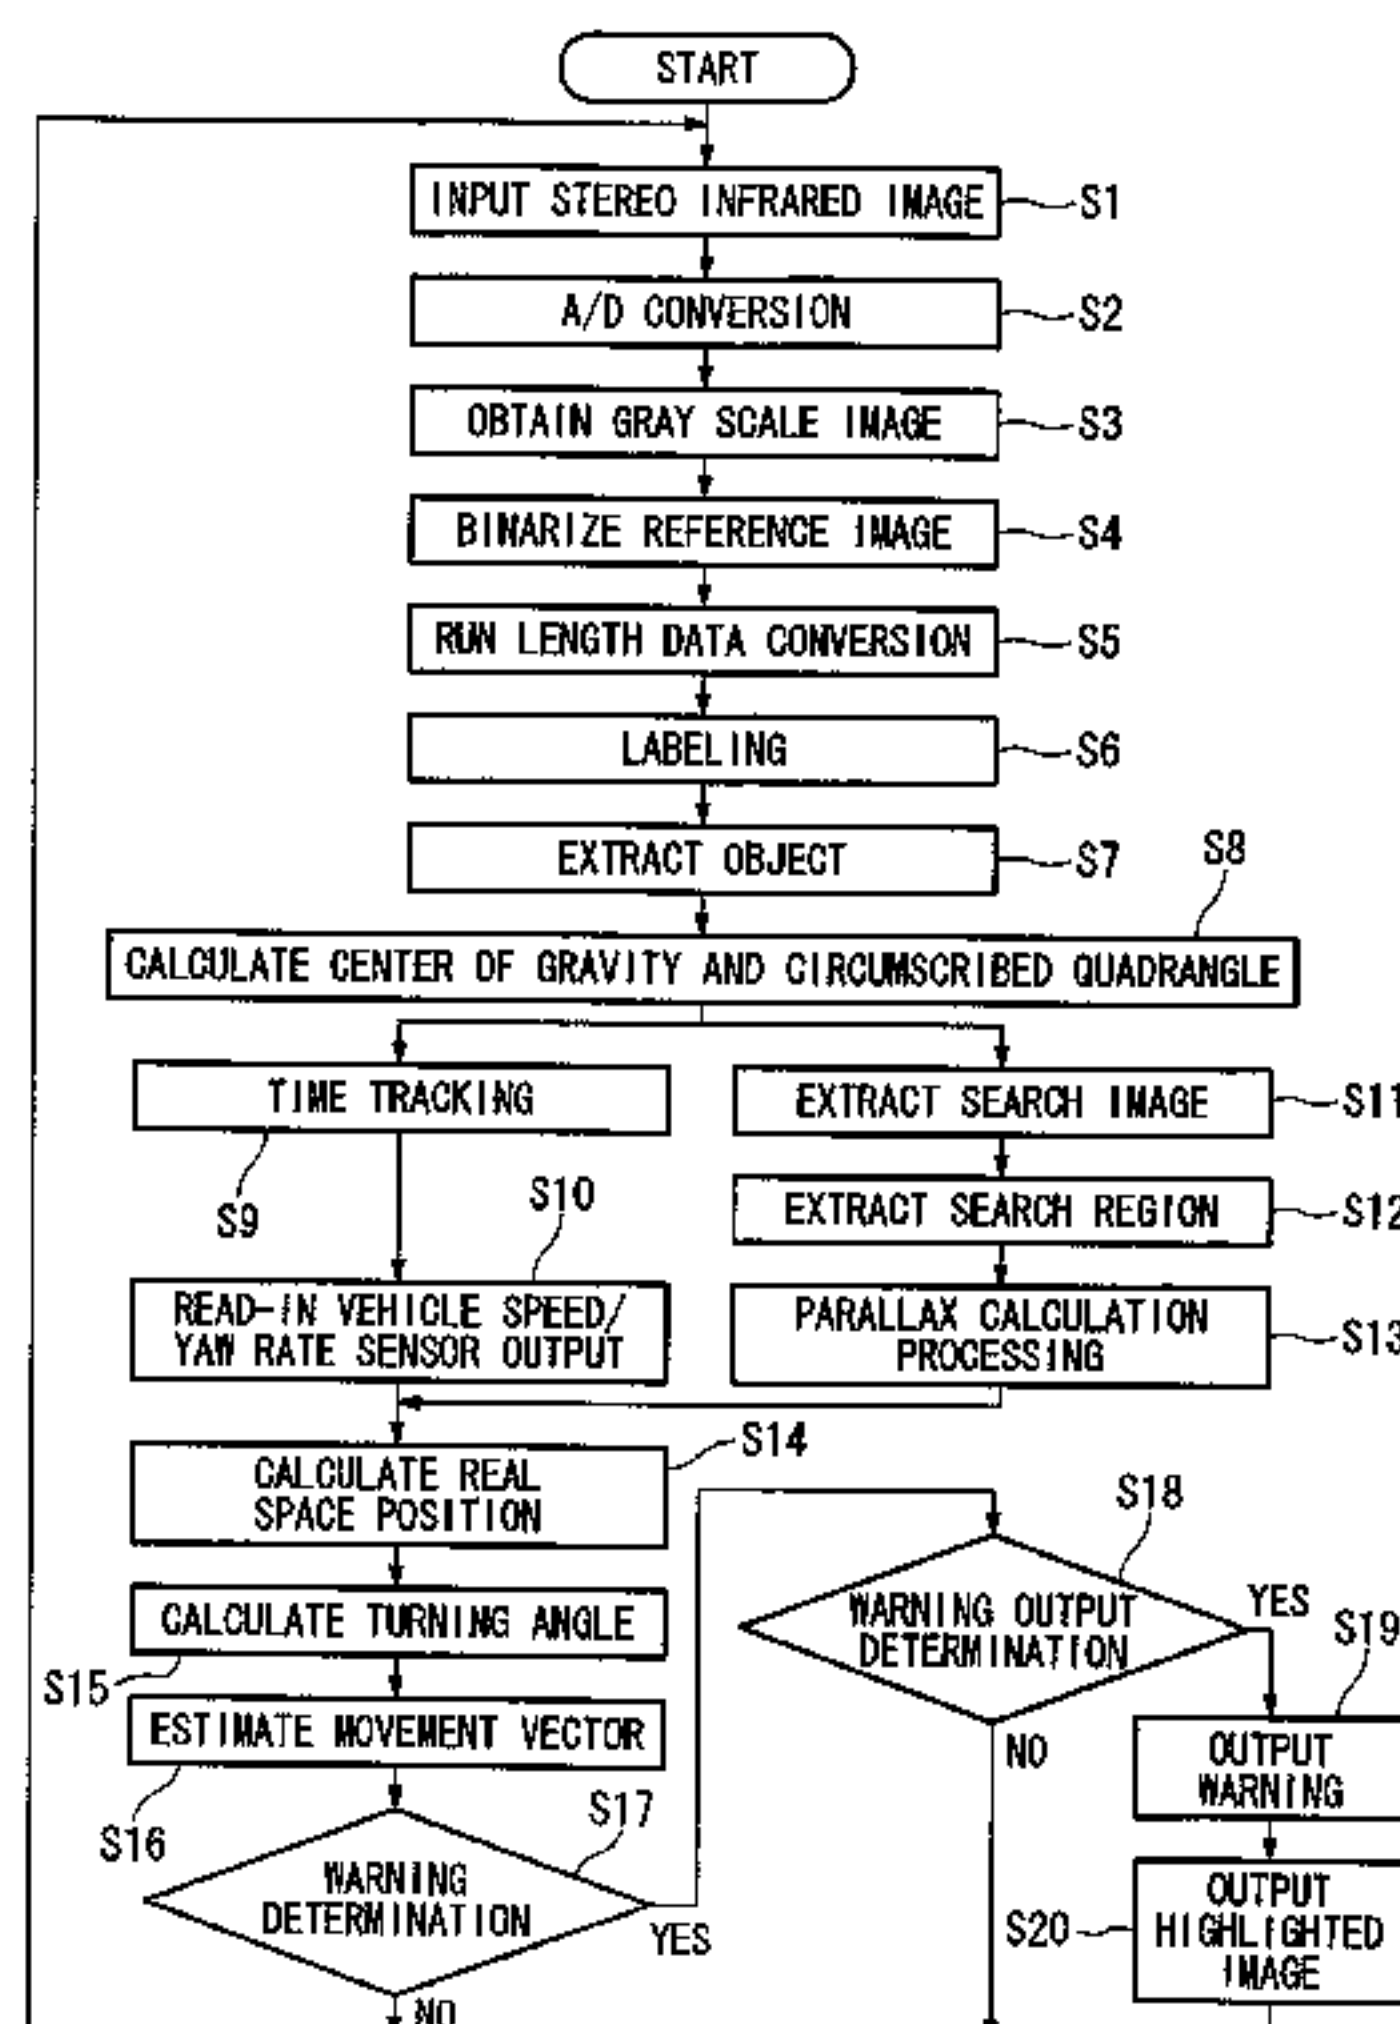 START
INPUT STEREO INFRARED IMAGE
S1
A/D CONVERSION
S2
OBTAIN GRAY SCALE IMAGE
S3
BINARIZE REFERENCE IMAGE
S4
RUN LENGTH DATA CONVERSION
S5
LABELING
S6
EXTRACT OBJECT
S7
S8
CALCULATE CENTER OF GRAVITY AND CIRCUMSCRIBED QUADRANGLE
TIME TRACKING
S9
EXTRACT SEARCH IMAGE
S11
EXTRACT SEARCH REGION
S12
S10
READ-IN VEHICLE SPEED/
YAW RATE SENSOR OUTPUT
PARALLAX CALCULATION
PROCESSING
S13
CALCULATE REAL
SPACE POSITION
S14
CALCULATE TURNING ANGLE
S15
ESTIMATE MOVEMENT VECTOR
S16
WARNING
DETERMINATION
S17
YES
NO
S18
WARNING OUTPUT
DETERMINATION
YES
NO
S19
OUTPUT
WARNING
S20
OUTPUT
HIGHLIGHTED
IMAGE